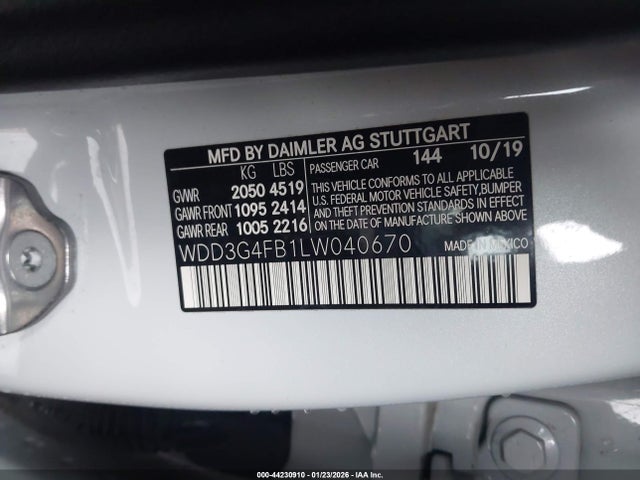 MFD BY DAIMLER AG STUTTGART
KG LBS
GVWR 2050 4519
GAWR FRONT 1095 2414
GAWR REAR 1005 2216
PASSENGER CAR 144 10/19
THIS VEHICLE CONFORMS TO ALL APPLICABLE
U.S. FEDERAL MOTOR VEHICLE SAFETY,BUMPER
AND THEFT PREVENTION STANDARDS IN EFFECT
ON DATE OF MANUFACTURE SHOWN ABOVE.
WDD3G4FB1LW040670
MADE IN MEXICO
000-44230910 - 01/23/2026 - IAA Inc.